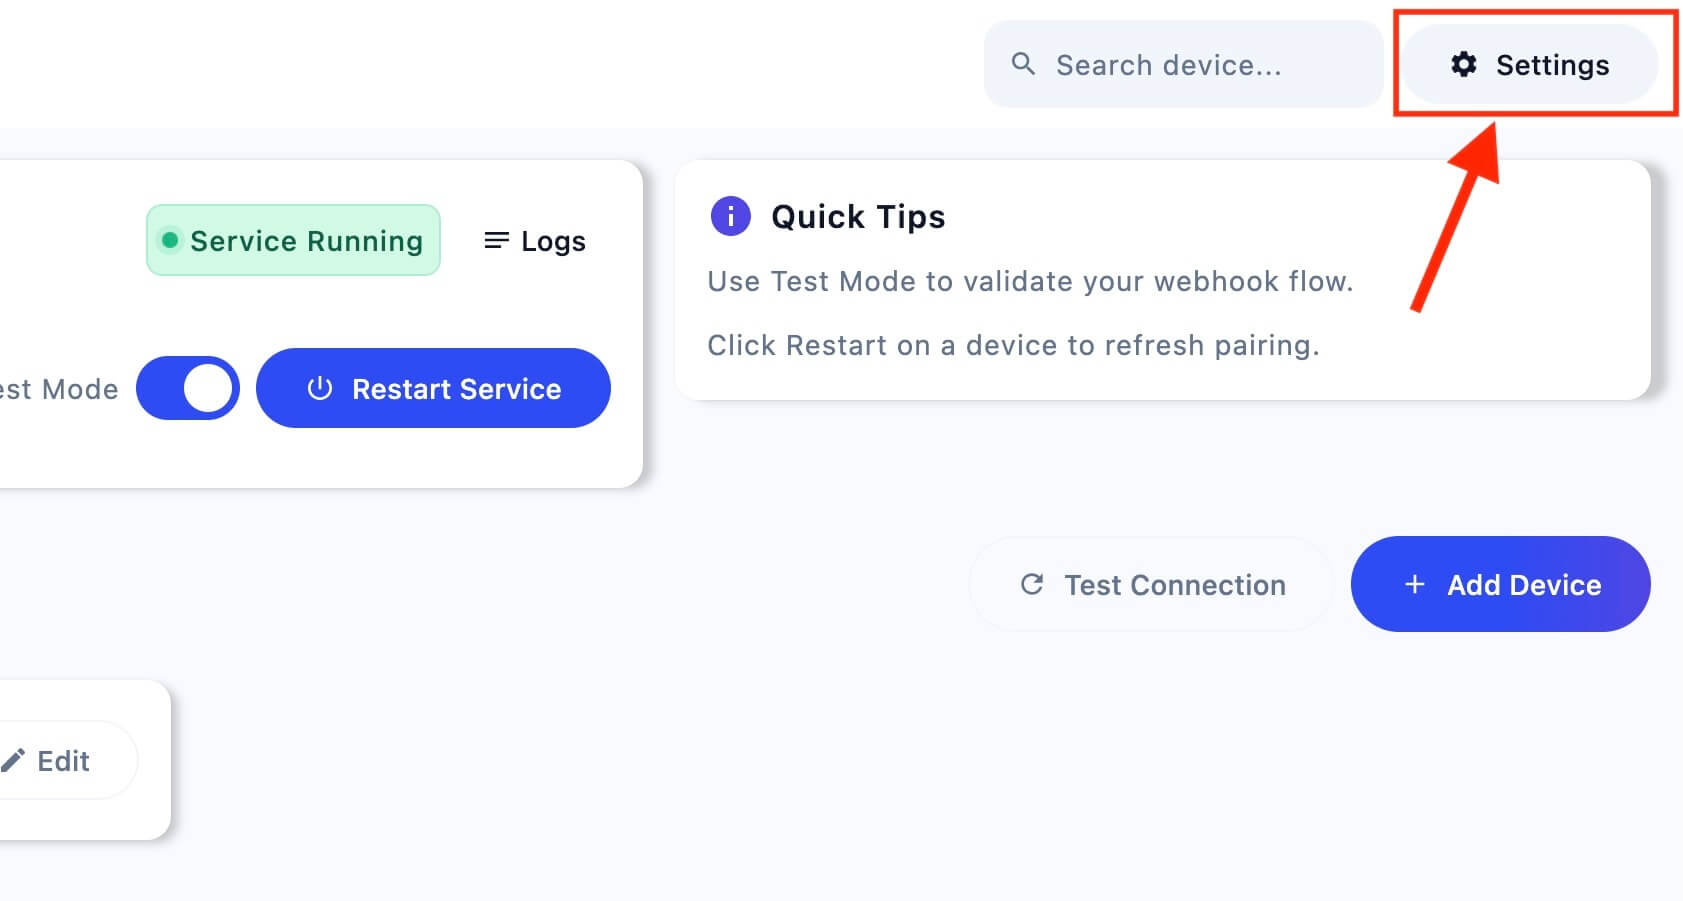 Search device...
Settings
Service Running
Logs
Quick Tips
Use Test Mode to validate your webhook flow.
Click Restart on a device to refresh pairing.
est Mode
Restart Service
Test Connection
Add Device
Edit